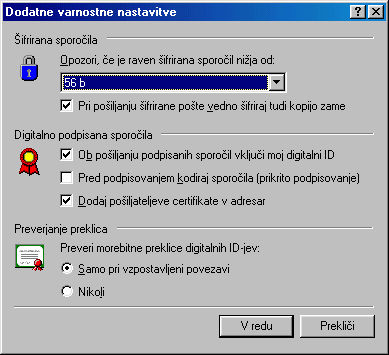 Dodatne varnostne nastavitve
Šifrirana sporočila
Opozori, če je raven šifrirana sporočil nižja od:
56 b
Pri pošiljanju šifrirane pošte vedno šifriraj tudi kopijo zame
Digitalno podpisana sporočila
Ob pošiljanju podpisanih sporočil vključi moj digitalni ID
Pred podpisovanjem kodiraj sporočila (prikrito podpisovanje)
Dodaj pošiljateljeve certifikate v adresar
Preverjanje preklica
Preveri morebitne preklice digitalnih ID-jev:
Samo pri vzpostavljeni povezavi
Nikoli
V redu
Prekliči